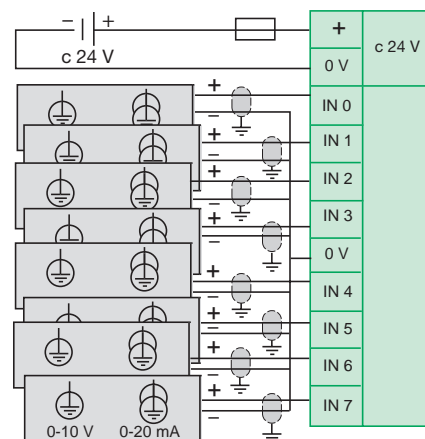 − + +
c 24 V
c 24 V
0 V
+ IN 0
−
+ IN 1
−
+ IN 2
−
+ IN 3
−
0 V
+ IN 4
−
+ IN 5
−
+ IN 6
−
+ IN 7
−
0-10 V 0-20 mA